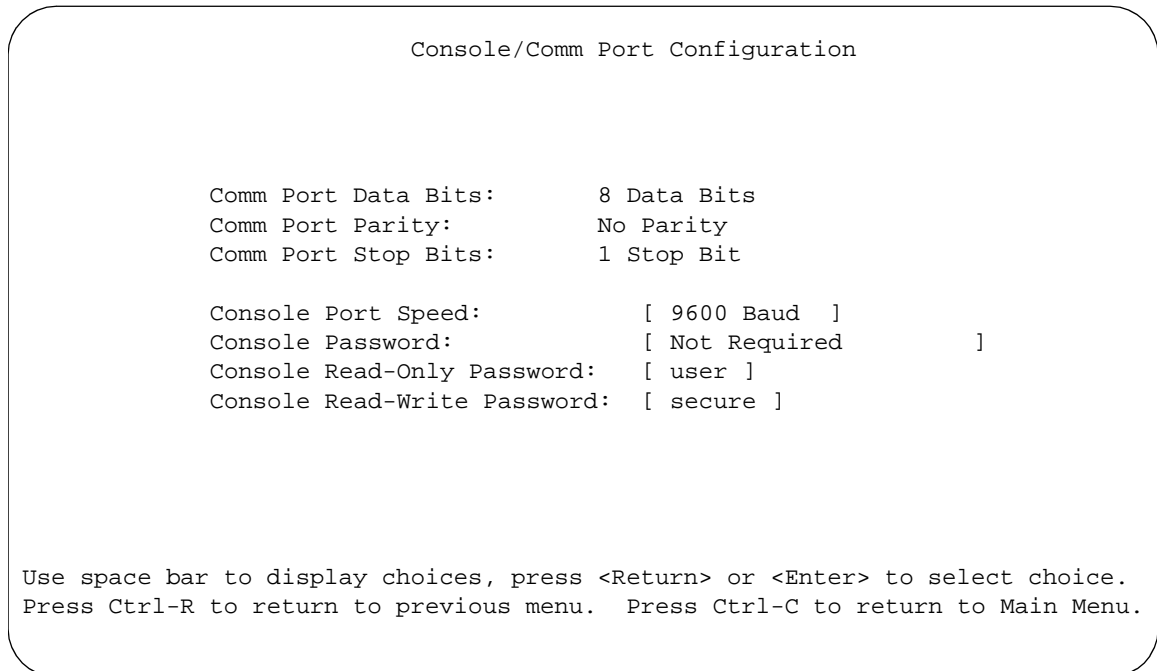 Console/Comm Port Configuration
Comm Port Data Bits: 8 Data Bits
Comm Port Parity: No Parity
Comm Port Stop Bits: 1 Stop Bit
Console Port Speed: [ 9600 Baud ]
Console Password: [ Not Required ]
Console Read-Only Password: [ user ]
Console Read-Write Password: [ secure ]
Use space bar to display choices, press <Return> or <Enter> to select choice.
Press Ctrl-R to return to previous menu. Press Ctrl-C to return to Main Menu.